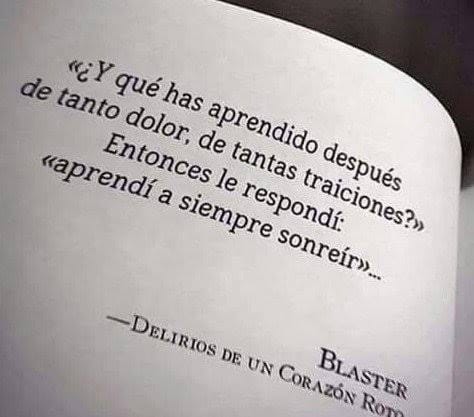 «¿Y qué has aprendido después
de tanto dolor, de tantas traiciones?»
Entonces le respondí:
«aprendí a siempre sonreír»...
BLASTER
—DELIRIOS DE UN CORAZÓN ROTO